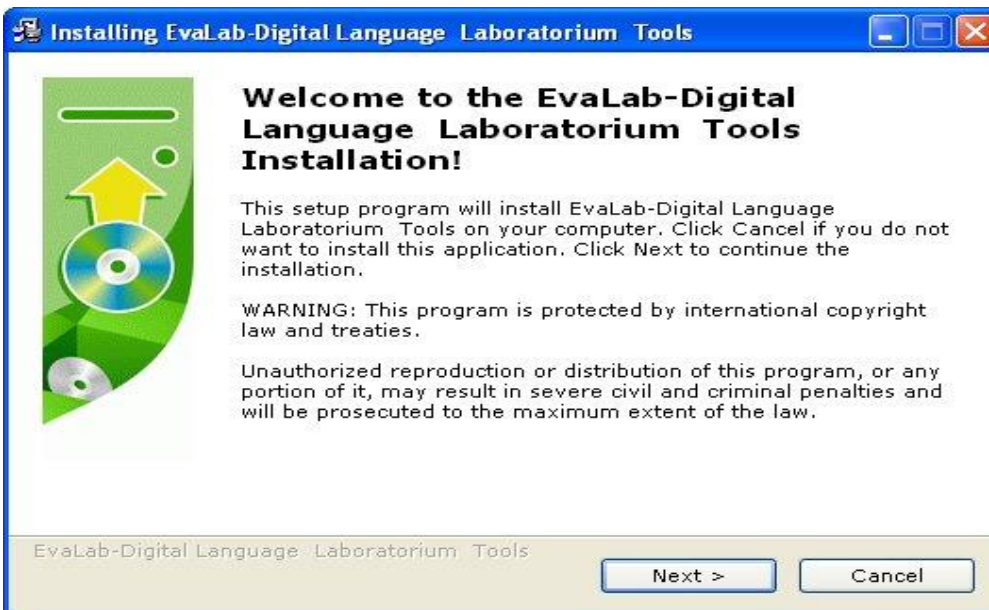 Installing EvaLab-Digital Language Laboratorium Tools
Welcome to the EvaLab-Digital
Language Laboratorium Tools
Installation!
This setup program will install EvaLab-Digital Language
Laboratorium Tools on your computer. Click Cancel if you do not
want to install this application. Click Next to continue the
installation.
WARNING: This program is protected by international copyright
law and treaties.
Unauthorized reproduction or distribution of this program, or any
portion of it, may result in severe civil and criminal penalties and
will be prosecuted to the maximum extent of the law.
EvaLab-Digital Language Laboratorium Tools
Next >
Cancel